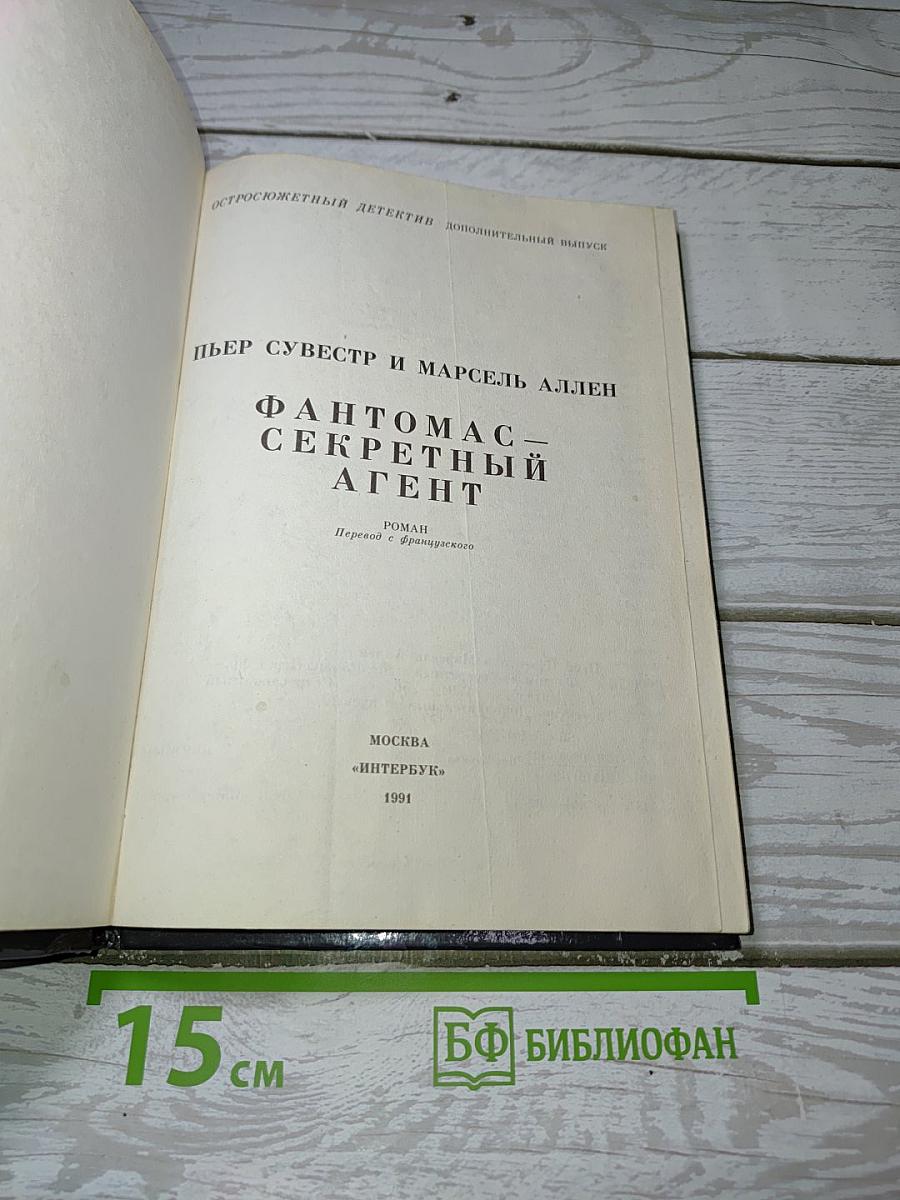 ОСТРОСЮЖЕТНЫЙ ДЕТЕКТИВ ДОПОЛНИТЕЛЬНЫЙ ВЫПУСК
ПЬЕР СУВЕСТР И МАРСЕЛЬ АЛЛЕН
ФАНТОМАС —
СЕКРЕТНЫЙ
АГЕНТ
РОМАН
Перевод с французского
МОСКВА
«ИНТЕРБУК»
1991
15 см
БФ БИБЛИОФАН